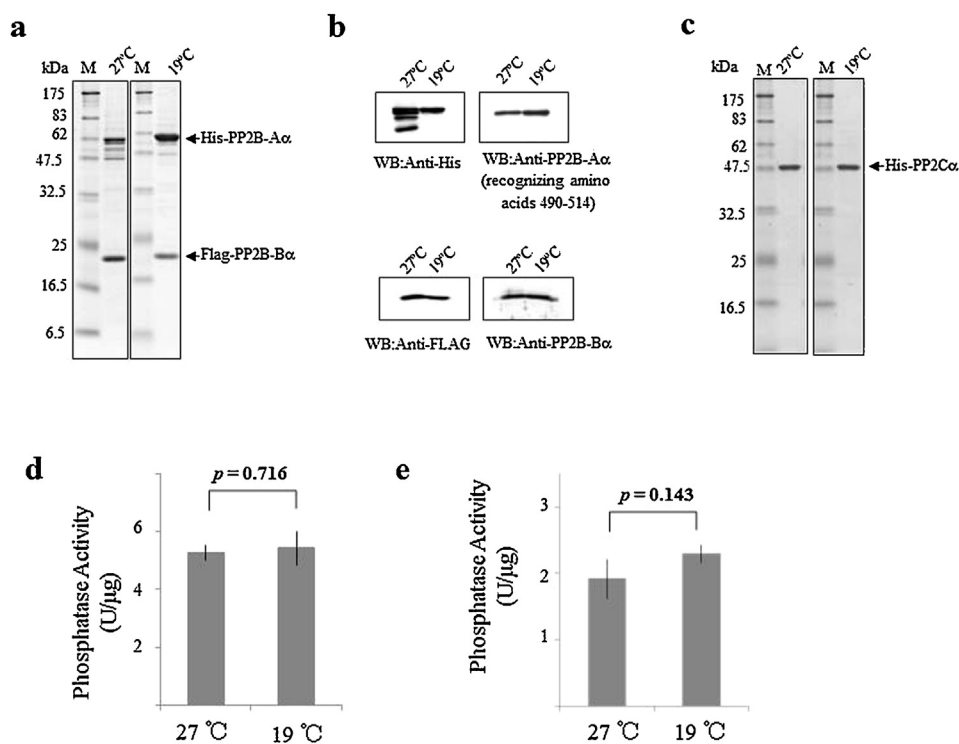 a
kDa M 27°C M 19°C
175
83
62
47.5
32.5
25
16.5
6.5
His-PP2B-Aα
Flag-PP2B-Bα
b
27°C 19°C
WB:Anti-His
27°C 19°C
WB:Anti-PP2B-Aα
(recognizing amino
acids 490-514)
27°C 19°C
WB:Anti-FLAG
27°C 19°C
WB:Anti-PP2B-Bα
c
kDa M 27°C M 19°C
175
83
62
47.5
32.5
25
16.5
His-PP2Cα
d
p = 0.716
Phosphatase Activity
(U/μg)
6
4
2
27 ℃ 19 ℃
e
p = 0.143
Phosphatase Activity
(U/μg)
3
2
1
27 ℃ 19 ℃